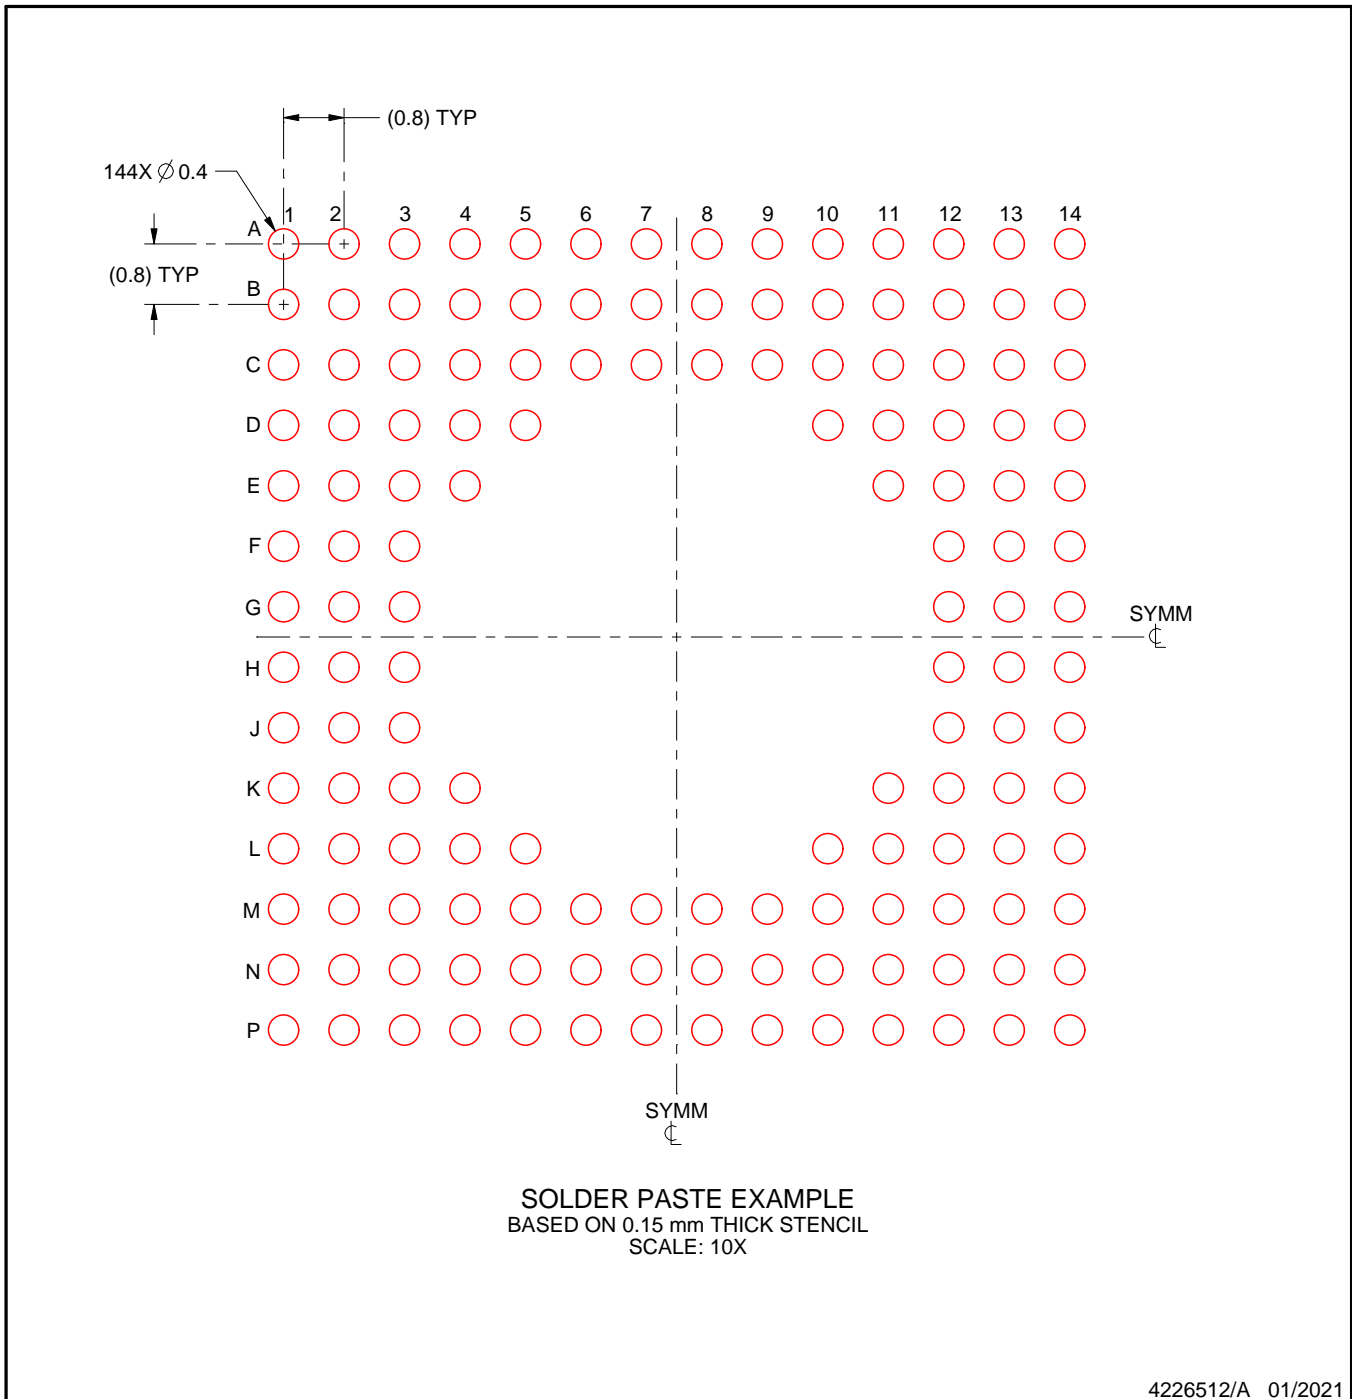 (0.8) TYP
144X ∅ 0.4
1 2 3 4 5 6 7 8 9 10 11 12 13 14
A
(0.8) TYP
B
C
D
E
F
G
SYMM
℄
H
J
K
L
M
N
P
SYMM
℄
SOLDER PASTE EXAMPLE
BASED ON 0.15 mm THICK STENCIL
SCALE: 10X
4226512/A 01/2021